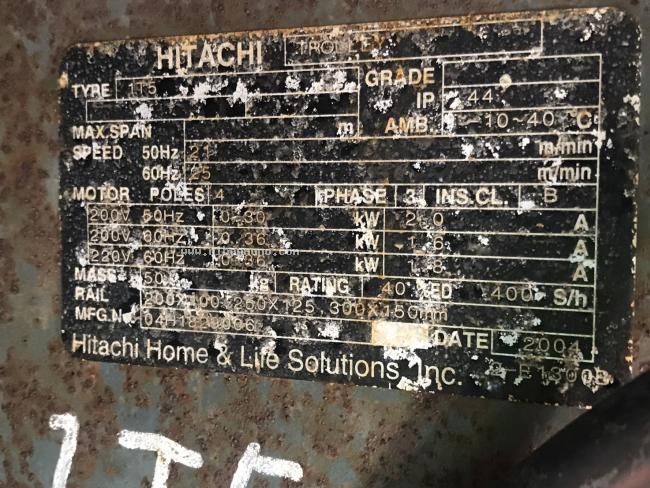 HITACHI TROLLEY
TYPE 1T5 GRADE
IP 44
MAX.SPAN m AMB. -10~40 °C
SPEED 50Hz 21 m/min
60Hz 25 m/min
MOTOR POLES 4 PHASE 3 INS.CL. B
200V 50Hz 0.30 kW 2.0 A
200V 60Hz 0.36 kW 1.6 A
220V 60Hz kW 1.8 A
MASS kg RATING 40 %ED 400 S/h
RAIL 200X100, 250X125, 300X150mm
MFG.N DATE 2004
Hitachi Home & Life Solutions, Inc.
1T5